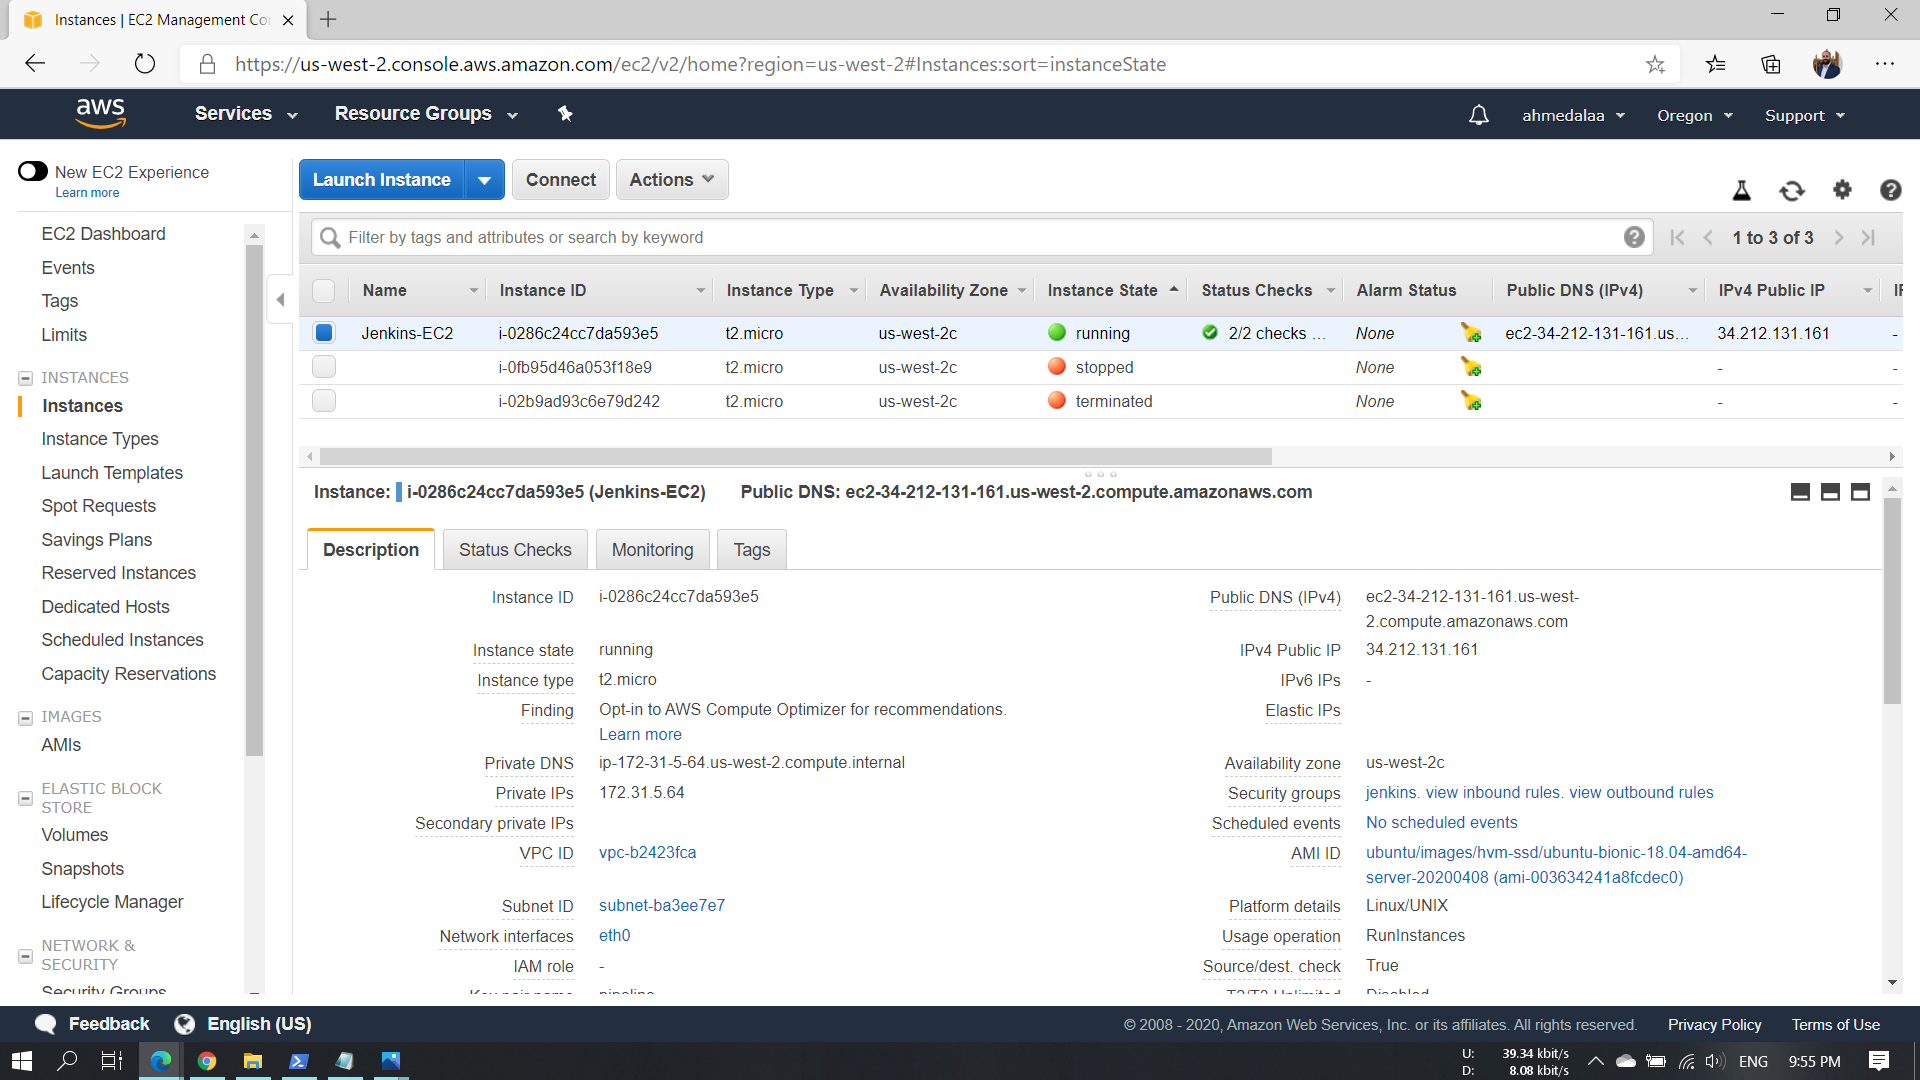 Instances | EC2 Management Con
https://us-west-2.console.aws.amazon.com/ec2/v2/home?region=us-west-2#Instances:sort=instanceState
aws
Services
Resource Groups
ahmedalaa
Oregon
Support
New EC2 Experience
Learn more
EC2 Dashboard
Events
Tags
Limits
INSTANCES
Instances
Instance Types
Launch Templates
Spot Requests
Savings Plans
Reserved Instances
Dedicated Hosts
Scheduled Instances
Capacity Reservations
IMAGES
AMIs
ELASTIC BLOCK
STORE
Volumes
Snapshots
Lifecycle Manager
NETWORK &
SECURITY
Security Groups
Launch Instance
Connect
Actions
Filter by tags and attributes or search by keyword
1 to 3 of 3
Name Instance ID Instance Type Availability Zone Instance State Status Checks Alarm Status Public DNS (IPv4) IPv4 Public IP
Jenkins-EC2 i-0286c24cc7da593e5 t2.micro us-west-2c running 2/2 checks ... None ec2-34-212-131-161.us... 34.212.131.161 -
i-0fb95d46a053f18e9 t2.micro us-west-2c stopped None - -
i-02b9ad93c6e79d242 t2.micro us-west-2c terminated None - -
Instance: i-0286c24cc7da593e5 (Jenkins-EC2) Public DNS: ec2-34-212-131-161.us-west-2.compute.amazonaws.com
Description
Status Checks
Monitoring
Tags
Instance ID i-0286c24cc7da593e5
Instance state running
Instance type t2.micro
Finding Opt-in to AWS Compute Optimizer for recommendations.
Learn more
Private DNS ip-172-31-5-64.us-west-2.compute.internal
Private IPs 172.31.5.64
Secondary private IPs
VPC ID vpc-b2423fca
Subnet ID subnet-ba3ee7e7
Network interfaces eth0
IAM role -
Key pair name pipeline
Public DNS (IPv4) ec2-34-212-131-161.us-west-
2.compute.amazonaws.com
IPv4 Public IP 34.212.131.161
IPv6 IPs -
Elastic IPs
Availability zone us-west-2c
Security groups jenkins. view inbound rules. view outbound rules
Scheduled events No scheduled events
AMI ID ubuntu/images/hvm-ssd/ubuntu-bionic-18.04-amd64-
server-20200408 (ami-003634241a8fcdec0)
Platform details Linux/UNIX
Usage operation RunInstances
Source/dest. check True
T2/T3 Unlimited Disabled
Feedback
English (US)
© 2008 - 2020, Amazon Web Services, Inc. or its affiliates. All rights reserved.
Privacy Policy
Terms of Use
U: 39.34 kbit/s
D: 8.08 kbit/s
ENG
9:55 PM